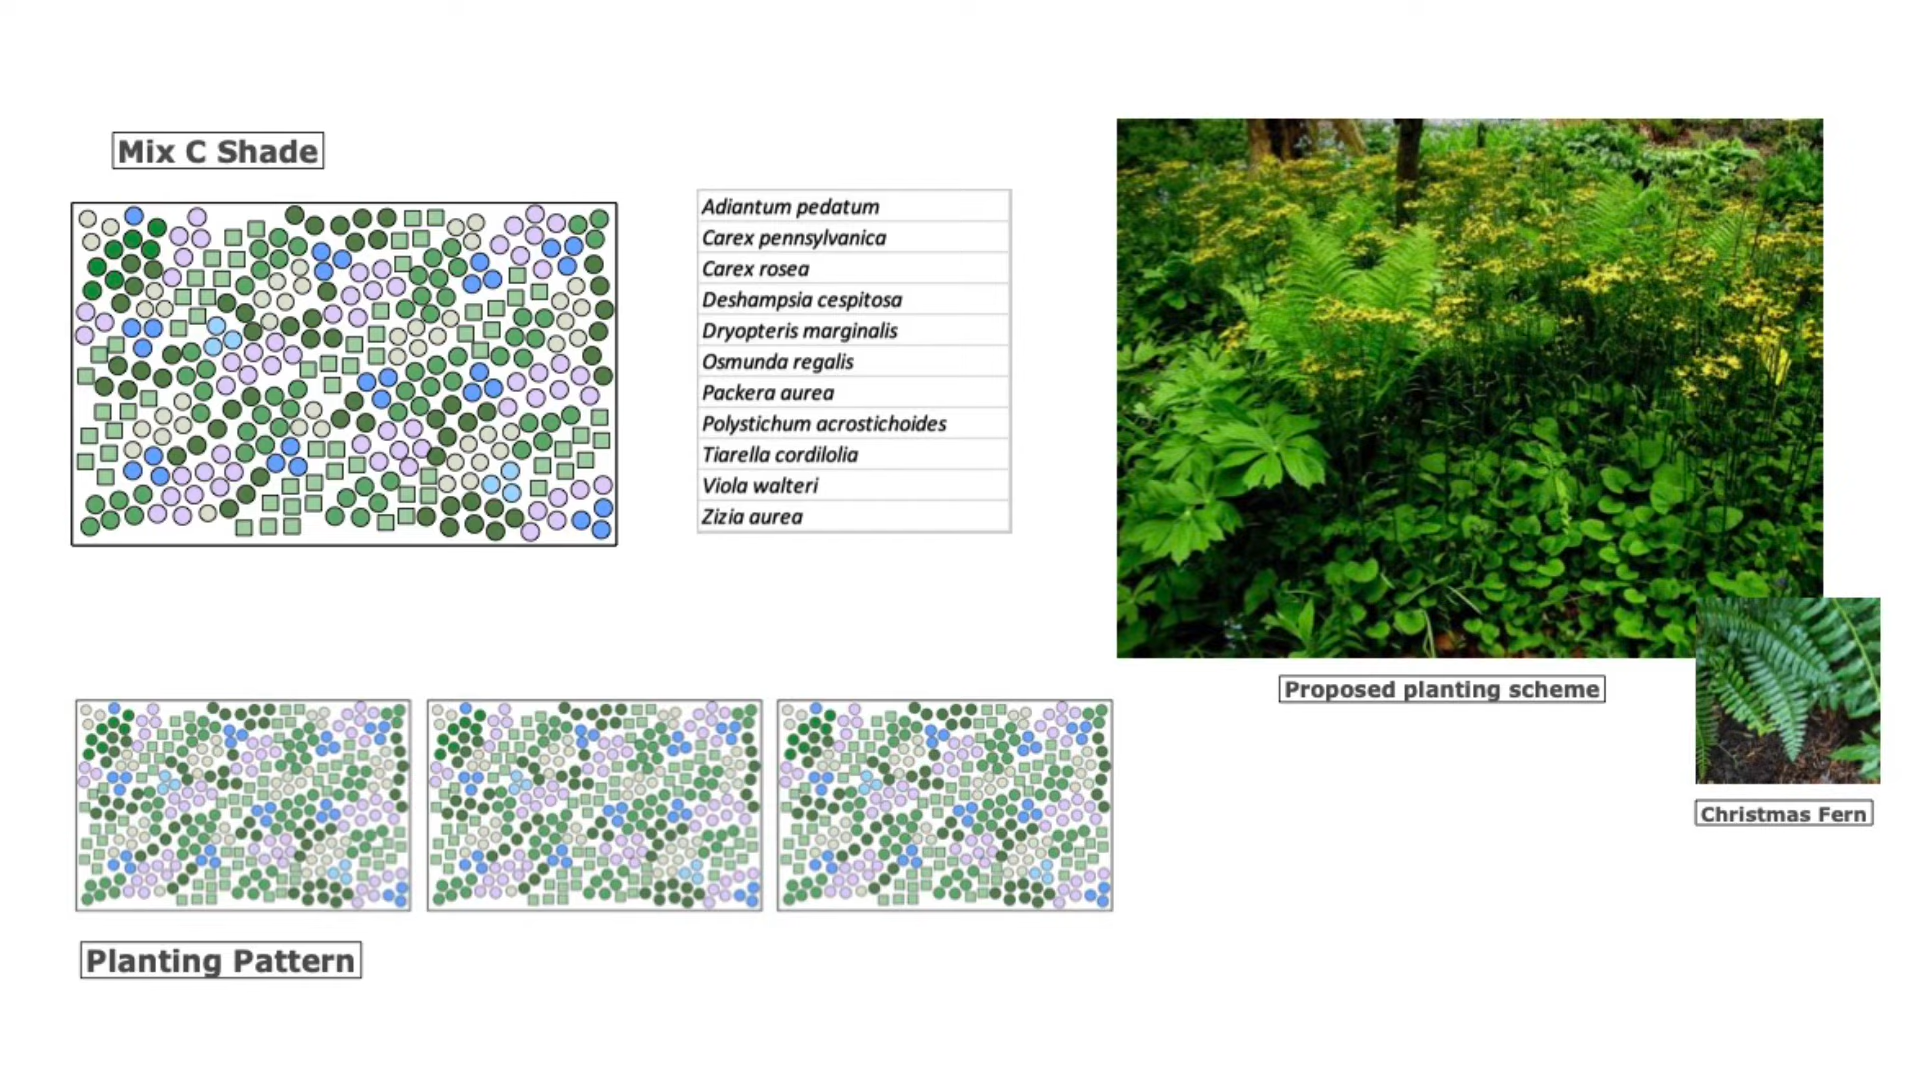 Mix C Shade
Adiantum pedatum
Carex pennsylvanica
Carex rosea
Deshampsia cespitosa
Dryopteris marginalis
Osmunda regalis
Packera aurea
Polystichum acrostichoides
Tiarella cordilolia
Viola walteri
Zizia aurea
Proposed planting scheme
Christmas Fern
Planting Pattern